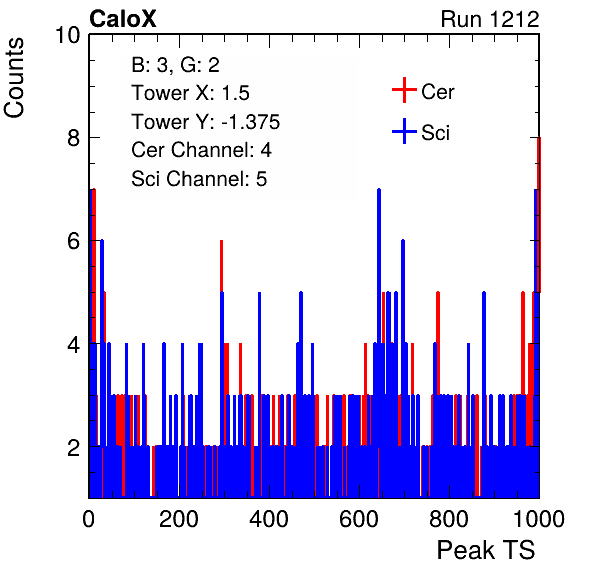 CaloX Run 1212
Counts
10
8
6
4
2
B: 3, G: 2
Tower X: 1.5
Tower Y: -1.375
Cer Channel: 4
Sci Channel: 5
Cer
Sci
0 200 400 600 800 1000
Peak TS